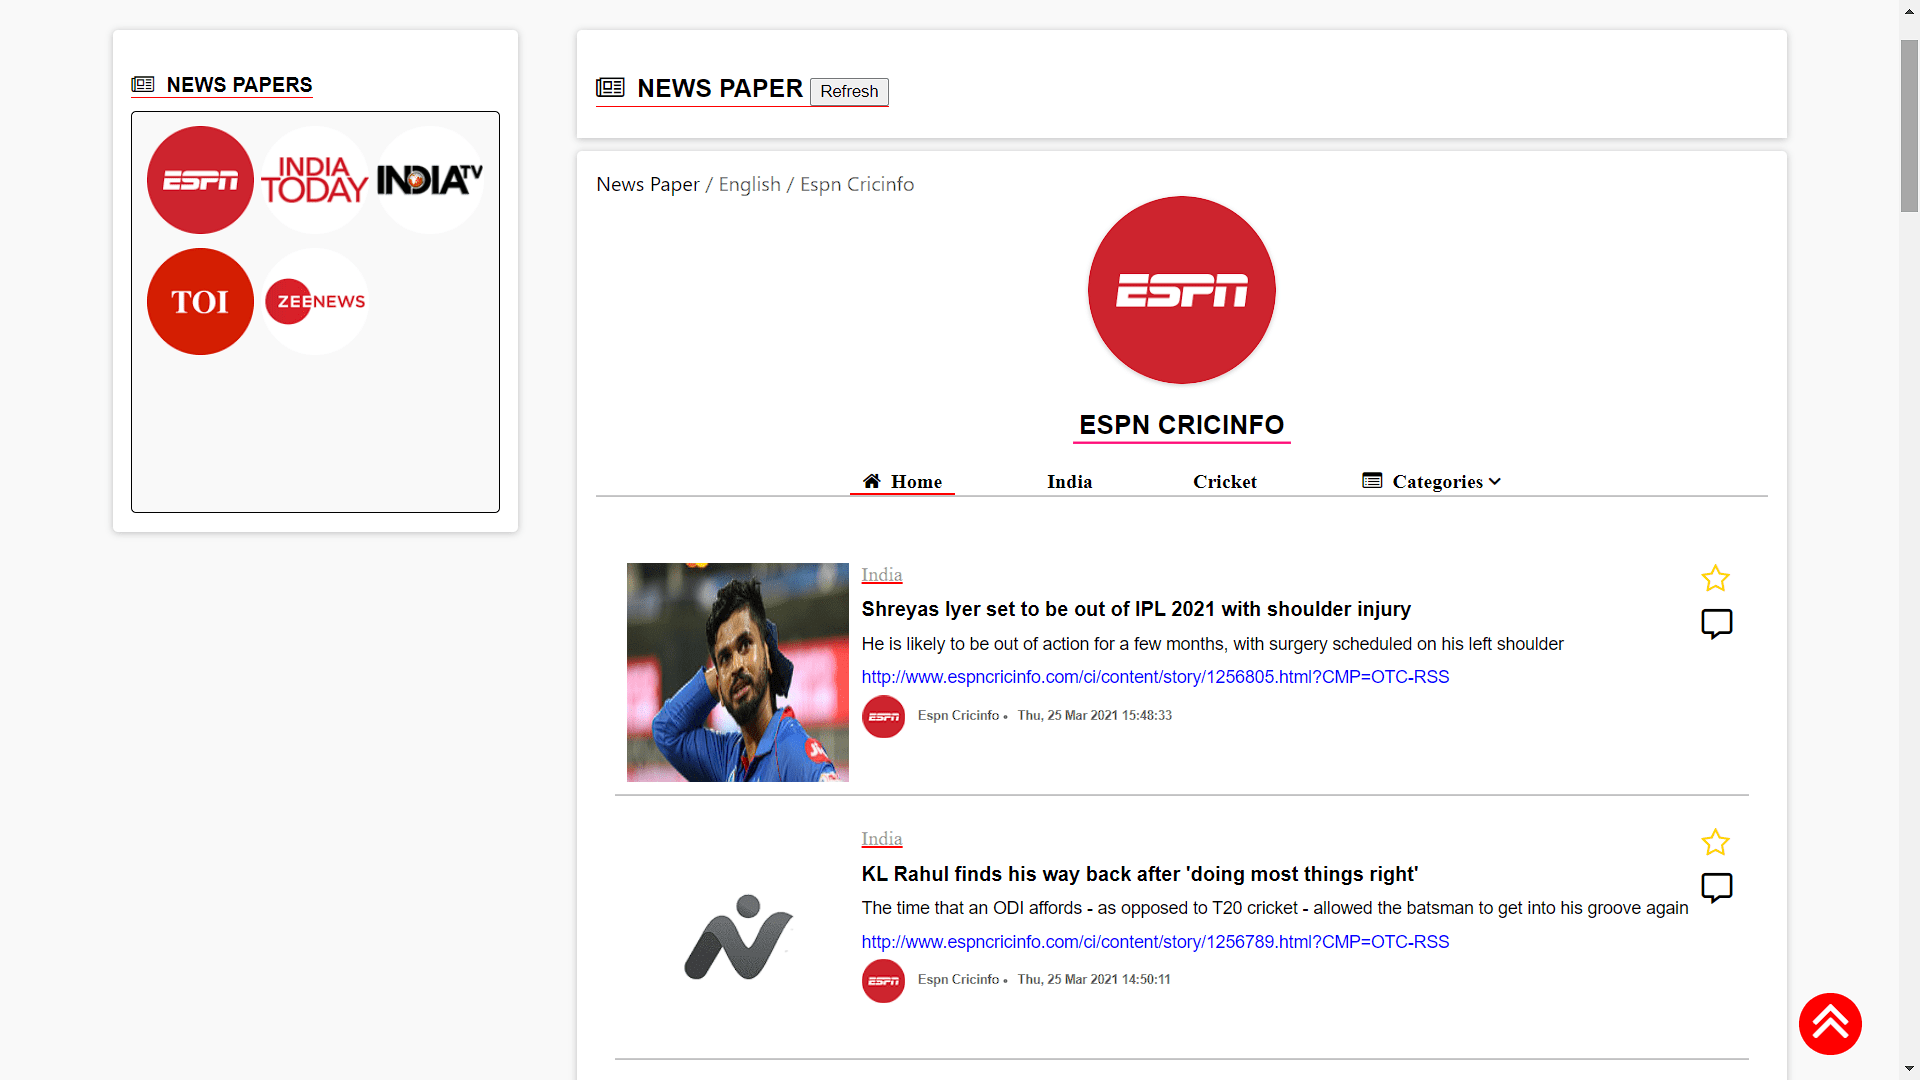 NEWS PAPERS
ESPN
INDIA TODAY
INDIA TV
TOI
ZEENEWS
NEWS PAPER
Refresh
News Paper / English / Espn Cricinfo
ESPN
ESPN CRICINFO
Home
India
Cricket
Categories
India
Shreyas Iyer set to be out of IPL 2021 with shoulder injury
He is likely to be out of action for a few months, with surgery scheduled on his left shoulder
http://www.espncricinfo.com/ci/content/story/1256805.html?CMP=OTC-RSS
ESPN
Espn Cricinfo • Thu, 25 Mar 2021 15:48:33
India
KL Rahul finds his way back after 'doing most things right'
The time that an ODI affords - as opposed to T20 cricket - allowed the batsman to get into his groove again
http://www.espncricinfo.com/ci/content/story/1256789.html?CMP=OTC-RSS
ESPN
Espn Cricinfo • Thu, 25 Mar 2021 14:50:11